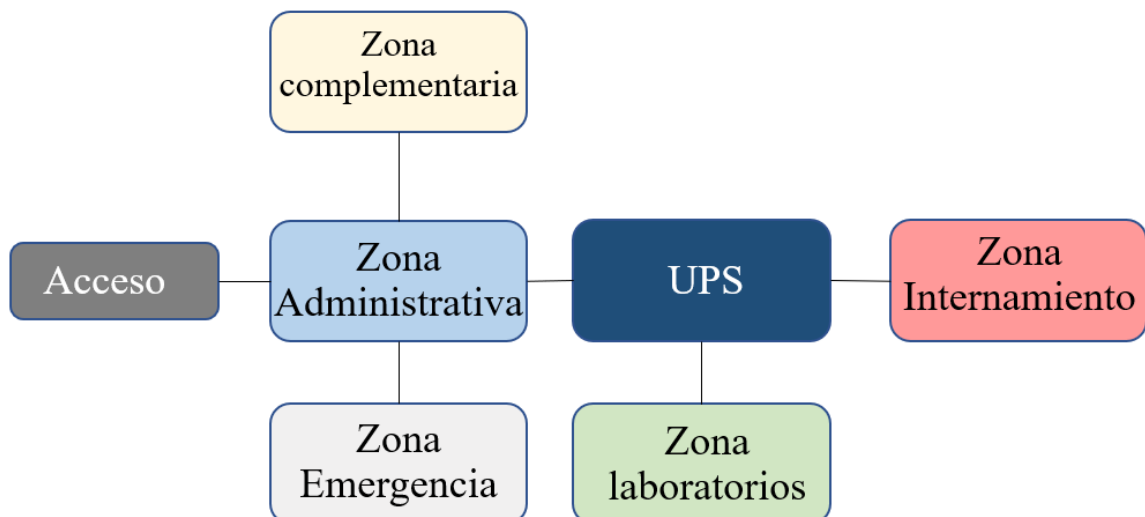 Zona
complementaria
Acceso
Zona
Administrativa
UPS
Zona
Internamiento
Zona
Emergencia
Zona
laboratorios